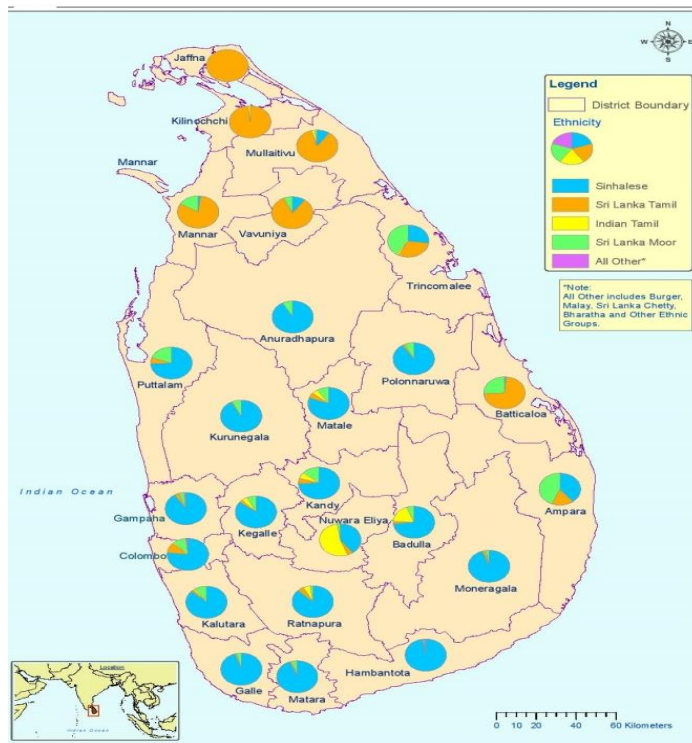 Jaffna
Kilinochchi
Mullaitivu
Mannar
Mannar
Vavuniya
Trincomalee
Anuradhapura
Puttalam
Polonnaruwa
Batticaloa
Matale
Kurunegala
Kandy
Ampara
Indian Ocean
Gampaha
Kegalle
Nuwara Eliya
Badulla
Colombo
Moneragala
Kalutara
Ratnapura
Hambantota
Galle
Matara
N
W
E
S
Legend
District Boundary
Ethnicity
Sinhalese
Sri Lanka Tamil
Indian Tamil
Sri Lanka Moor
All Other*
*Note:
All Other includes Burger,
Malay, Sri Lanka Chetty,
Bharatha and Other Ethnic
Groups.
Location
Indian Ocean
0 10 20 40 60 Kilometers